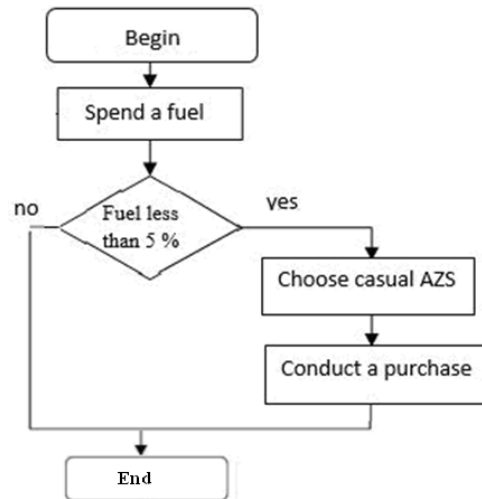 Begin
Spend a fuel
no
Fuel less
than 5 %
yes
Choose casual AZS
Conduct a purchase
End